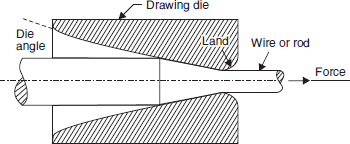 Drawing die
Die
angle
Land
Wire or rod
Force